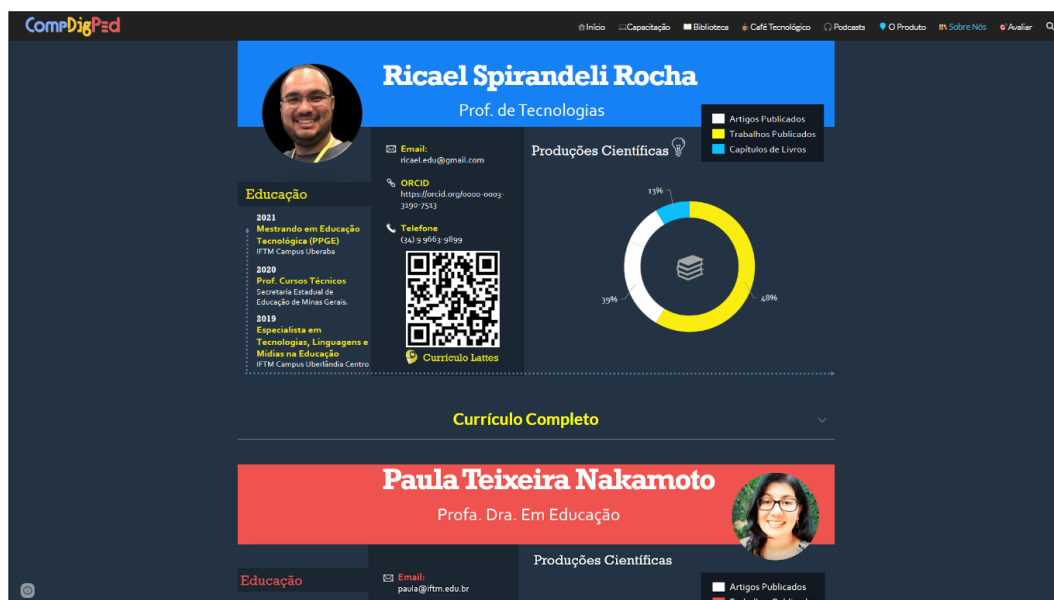 CompDigPed
Início
Capacitação
Biblioteca
Café Tecnológico
Podcasts
O Produto
Sobre Nós
Avaliar
Ricael Spirandeli Rocha
Prof. de Tecnologias
Artigos Publicados
Trabalhos Publicados
Capítulos de Livros
Educação
2021
Mestrando em Educação
Tecnológica (PPGE)
IFTM Campus Uberaba
2020
Prof. Cursos Técnicos
Secretaria Estadual de
Educação de Minas Gerais.
2019
Especialista em
Tecnologias, Linguagens e
Mídias na Educação
IFTM Campus Uberlândia Centro
Email:
ricael.edu@gmail.com
ORCID
https://orcid.org/0000-0003-
3190-7513
Telefone
(34) 9 9663-9899
Currículo Lattes
Produções Científicas
13%
39%
48%
Currículo Completo
Paula Teixeira Nakamoto
Profa. Dra. Em Educação
Educação
Email:
paula@iftm.edu.br
Produções Científicas
Artigos Publicados